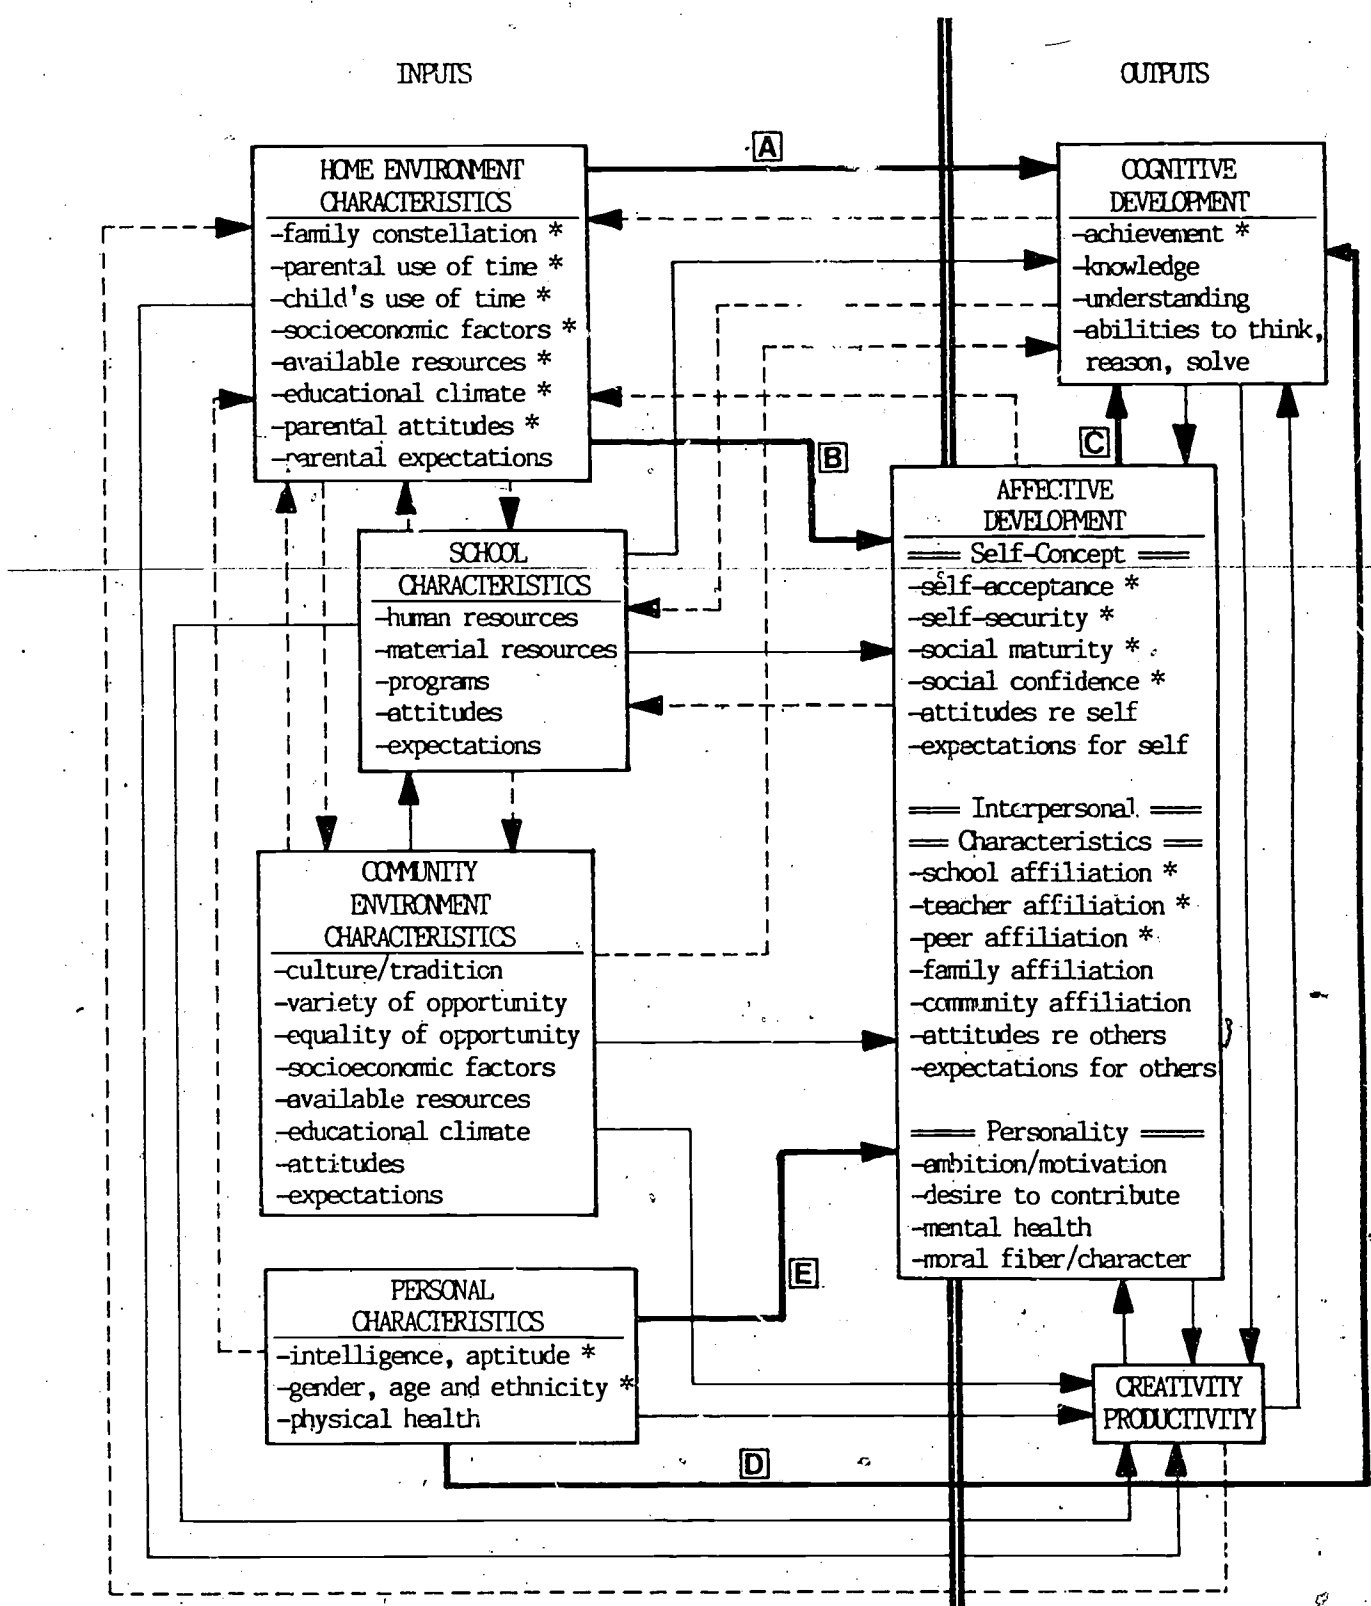 INPUTS
OUTPUTS
A
HOME ENVIRONMENT
CHARACTERISTICS
-family constellation *
-parental use of time *
-child's use of time *
-socioeconomic factors *
-available resources *
-educational climate *
-parental attitudes *
-parental expectations
COGNITIVE
DEVELOPMENT
-achievement *
-knowledge
-understanding
-abilities to think,
reason, solve
B
C
SCHOOL
CHARACTERISTICS
-human resources
-material resources
-programs
-attitudes
-expectations
AFFECTIVE
DEVELOPMENT
=== Self-Concept ===
-self-acceptance *
-self-security *
-social maturity *
-social confidence *
-attitudes re self
-expectations for self
=== Interpersonal ===
=== Characteristics ===
-school affiliation *
-teacher affiliation *
-peer affiliation *
-family affiliation
-community affiliation
-attitudes re others
-expectations for others
=== Personality ===
-ambition/motivation
-desire to contribute
-mental health
-moral fiber/character
COMMUNITY
ENVIRONMENT
CHARACTERISTICS
-culture/tradition
-variety of opportunity
-equality of opportunity
-socioeconomic factors
-available resources
-educational climate
-attitudes
-expectations
E
PERSONAL
CHARACTERISTICS
-intelligence, aptitude *
-gender, age and ethnicity *
-physical health
CREATIVITY
PRODUCTIVITY
D